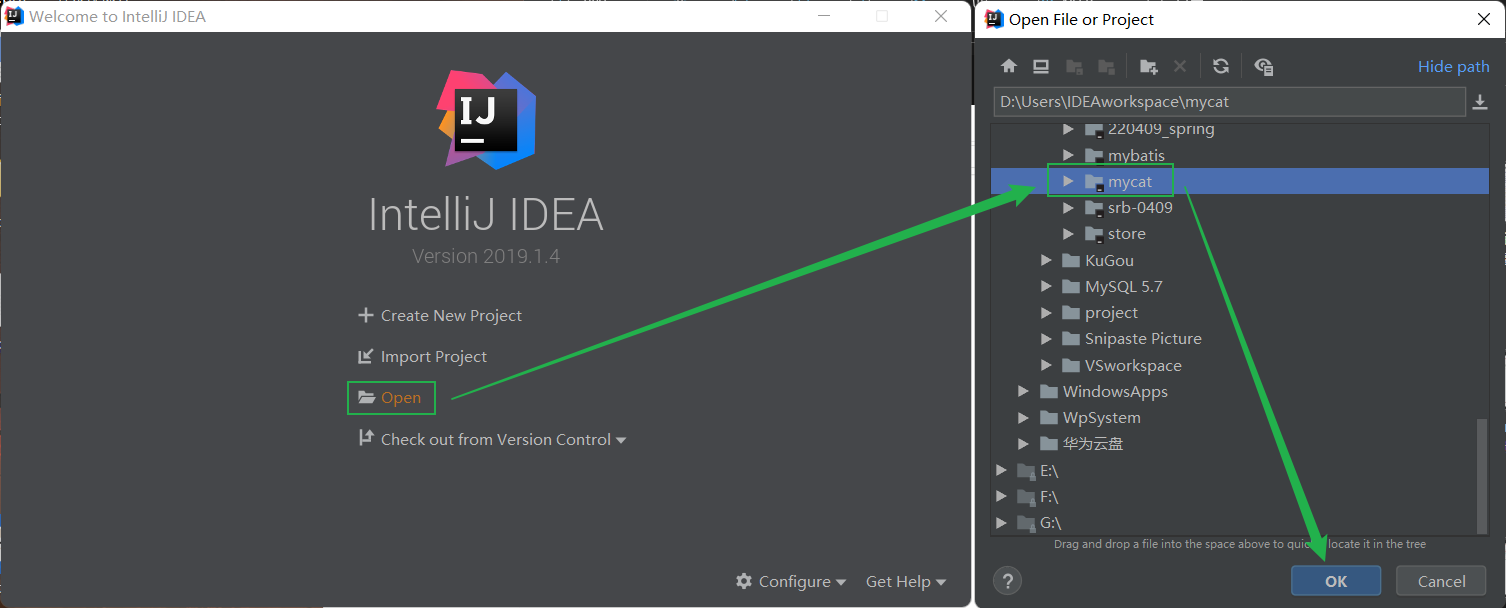 Welcome to IntelliJ IDEA
IJ
IntelliJ IDEA
Version 2019.1.4
Create New Project
Import Project
Open
Check out from Version Control
Configure
Get Help
Open File or Project
Hide path
D:\Users\IDEAworkspace\mycat
220409_spring
mybatis
mycat
srb-0409
store
KuGou
MySQL 5.7
project
Snipaste Picture
VSworkspace
WindowsApps
WpSystem
华为云盘
E:\
F:\
G:\
Drag and drop a file into the space above to quickly locate it in the tree
?
OK
Cancel